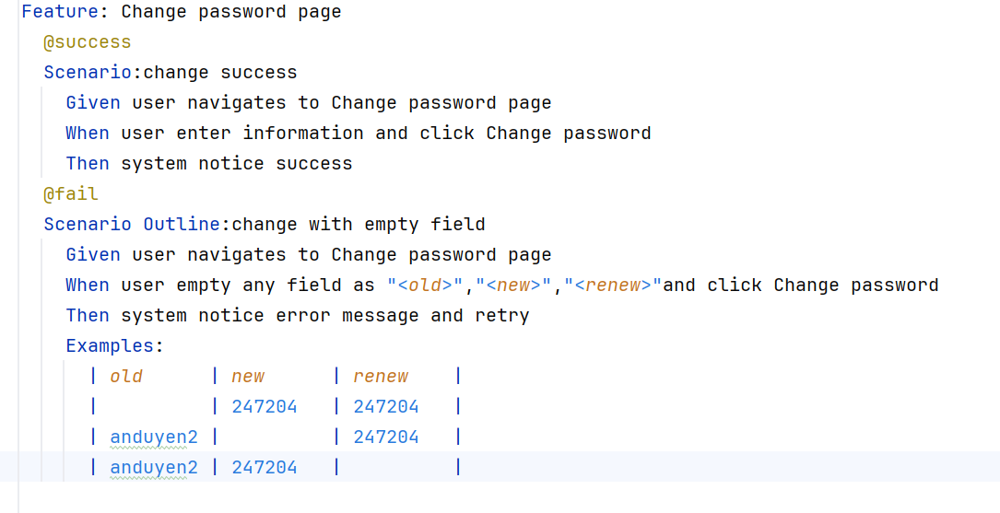 Feature: Change password page
@success
Scenario:change success
Given user navigates to Change password page
When user enter information and click Change password
Then system notice success
@fail
Scenario Outline:change with empty field
Given user navigates to Change password page
When user empty any field as "<old>","<new>","<renew>"and click Change password
Then system notice error message and retry
Examples:
| old | new | renew |
| | 247204 | 247204 |
| anduyen2 | | 247204 |
| anduyen2 | 247204 | |